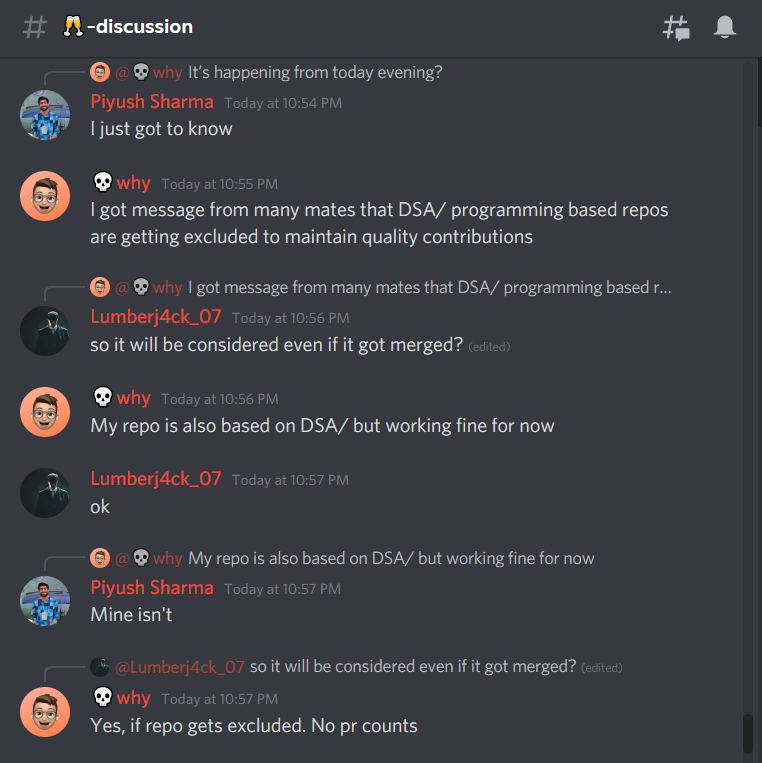 # 🥂-discussion
@💀why It's happening from today evening?
Piyush Sharma Today at 10:54 PM
I just got to know
💀why Today at 10:55 PM
I got message from many mates that DSA/ programming based repos
are getting excluded to maintain quality contributions
@💀why I got message from many mates that DSA/ programming based r...
Lumberj4ck_07 Today at 10:56 PM
so it will be considered even if it got merged? (edited)
💀why Today at 10:56 PM
My repo is also based on DSA/ but working fine for now
Lumberj4ck_07 Today at 10:57 PM
ok
@💀why My repo is also based on DSA/ but working fine for now
Piyush Sharma Today at 10:57 PM
Mine isn't
@Lumberj4ck_07 so it will be considered even if it got merged? (edited)
💀why Today at 10:57 PM
Yes, if repo gets excluded. No pr counts